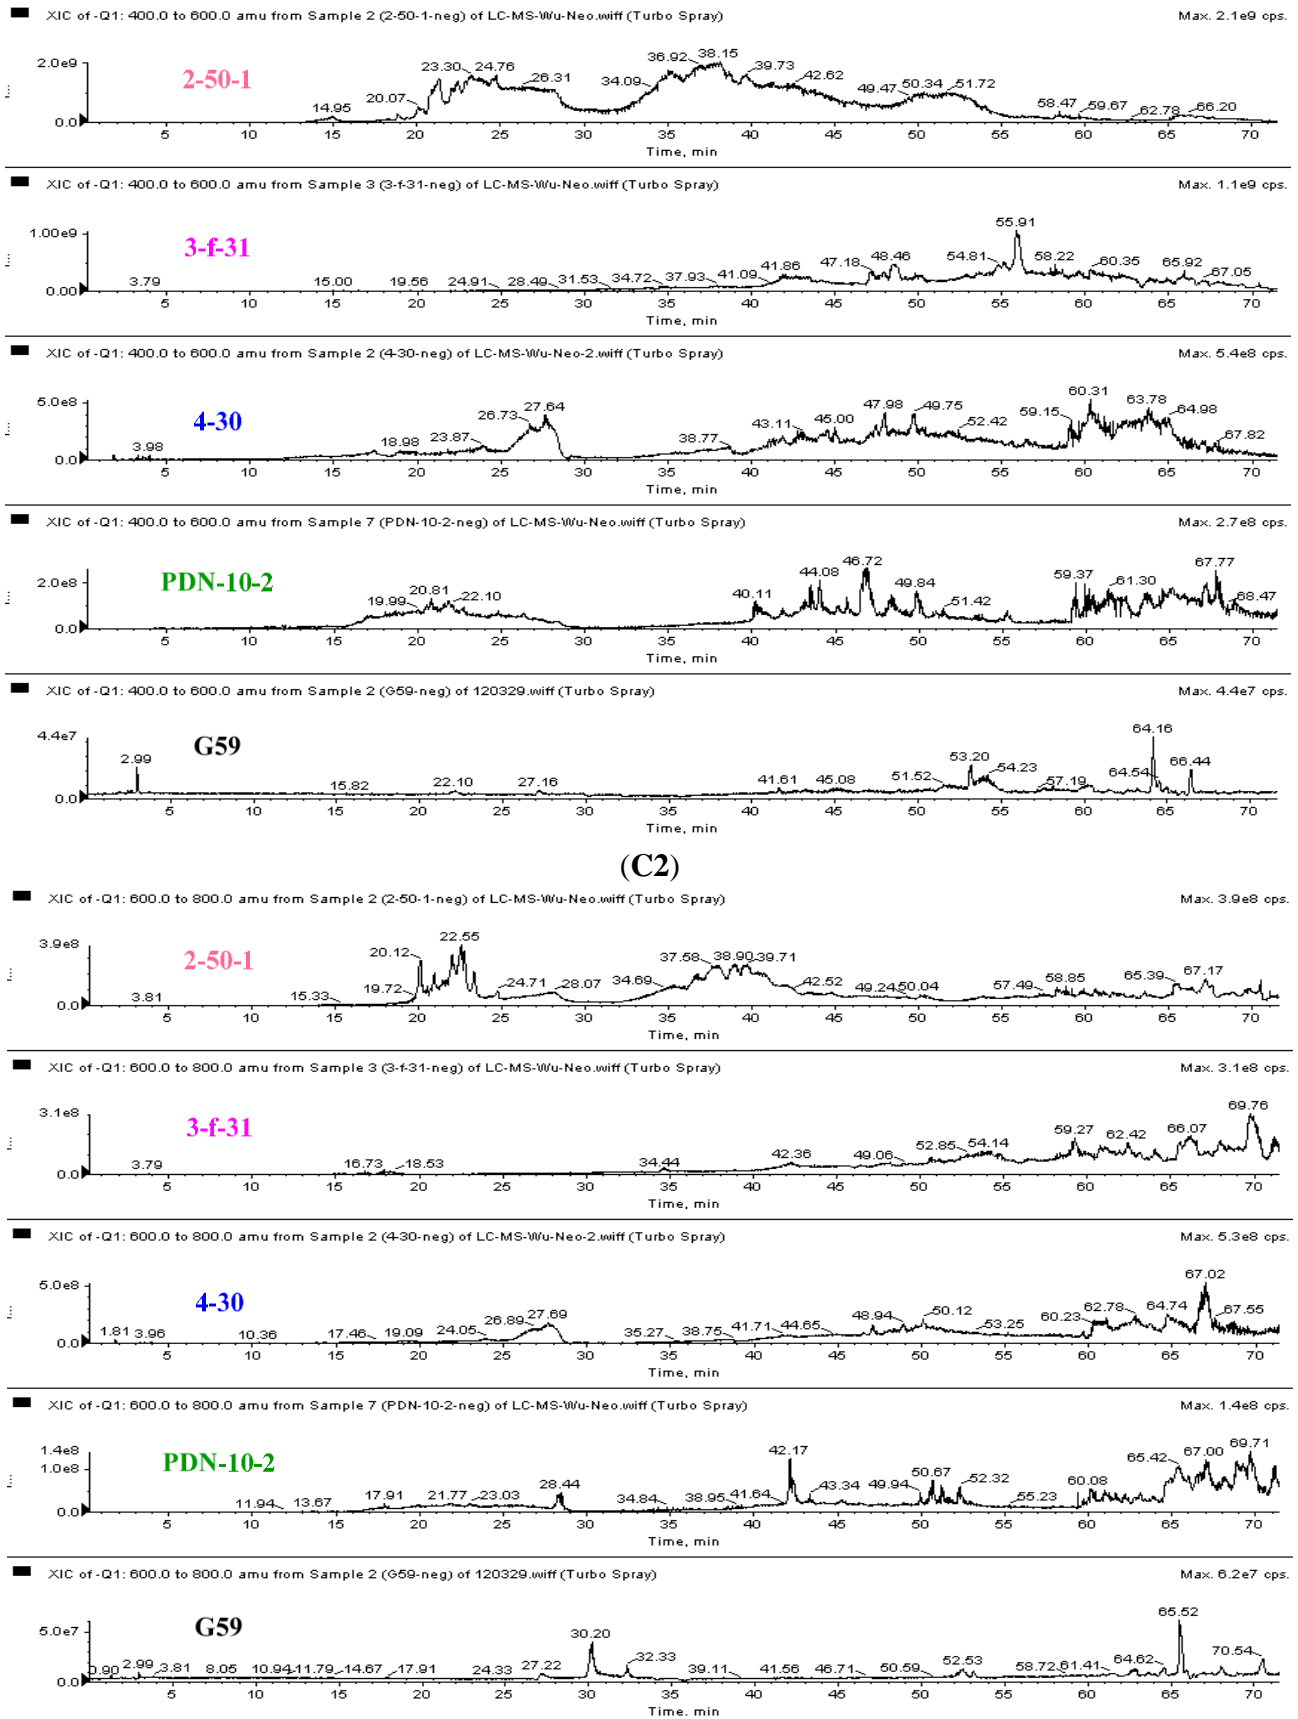 XIC of -Q1: 400.0 to 600.0 amu from Sample 2 (2-50-1-neg) of LC-MS-Wu-Neo.wiff (Turbo Spray) Max. 2.1e9 cps.
2.0e9
0.0
2-50-1
14.95 20.07 23.30 24.76 26.31 34.09 36.92 38.15 39.73 42.62 49.47 50.34 51.72 58.47 59.67 62.78 66.20
5 10 15 20 25 30 35 40 45 50 55 60 65 70
Time, min
XIC of -Q1: 400.0 to 600.0 amu from Sample 3 (3-f-31-neg) of LC-MS-Wu-Neo.wiff (Turbo Spray) Max. 1.1e9 cps.
1.00e9
0.00
3-f-31
3.79 15.00 19.56 24.91 28.49 31.53 34.72 37.93 41.09 41.86 47.18 48.46 54.81 55.91 58.22 60.35 65.92 67.05
5 10 15 20 25 30 35 40 45 50 55 60 65 70
Time, min
XIC of -Q1: 400.0 to 600.0 amu from Sample 2 (4-30-neg) of LC-MS-Wu-Neo-2.wiff (Turbo Spray) Max. 5.4e8 cps.
5.0e8
0.0
4-30
3.98 18.98 23.87 26.73 27.64 38.77 43.11 45.00 47.98 49.75 52.42 59.15 60.31 63.78 64.98 67.82
5 10 15 20 25 30 35 40 45 50 55 60 65 70
Time, min
XIC of -Q1: 400.0 to 600.0 amu from Sample 7 (PDN-10-2-neg) of LC-MS-Wu-Neo.wiff (Turbo Spray) Max. 2.7e8 cps.
2.0e8
0.0
PDN-10-2
19.99 20.81 22.10 40.11 44.08 46.72 49.84 51.42 59.37 61.30 67.77 68.47
5 10 15 20 25 30 35 40 45 50 55 60 65 70
Time, min
XIC of -Q1: 400.0 to 600.0 amu from Sample 2 (G59-neg) of 120329.wiff (Turbo Spray) Max. 4.4e7 cps.
4.4e7
0.0
G59
2.99 15.82 22.10 27.16 41.61 45.08 51.52 53.20 54.23 57.19 64.16 64.54 66.44
5 10 15 20 25 30 35 40 45 50 55 60 65 70
Time, min
(C2)
XIC of -Q1: 600.0 to 800.0 amu from Sample 2 (2-50-1-neg) of LC-MS-Wu-Neo.wiff (Turbo Spray) Max. 3.9e8 cps.
3.9e8
0.0
2-50-1
3.81 15.33 19.72 20.12 22.55 24.71 28.07 34.69 37.58 38.90 39.71 42.52 49.24 50.04 57.49 58.85 65.39 67.17
5 10 15 20 25 30 35 40 45 50 55 60 65 70
Time, min
XIC of -Q1: 600.0 to 800.0 amu from Sample 3 (3-f-31-neg) of LC-MS-Wu-Neo.wiff (Turbo Spray) Max. 3.1e8 cps.
3.1e8
0.0
3-f-31
3.79 16.73 18.53 34.44 42.36 49.06 52.85 54.14 59.27 62.42 66.07 69.76
5 10 15 20 25 30 35 40 45 50 55 60 65 70
Time, min
XIC of -Q1: 600.0 to 800.0 amu from Sample 2 (4-30-neg) of LC-MS-Wu-Neo-2.wiff (Turbo Spray) Max. 5.3e8 cps.
5.0e8
0.0
4-30
1.81 3.96 10.36 17.46 19.09 24.05 26.89 27.69 35.27 38.75 41.71 44.65 48.94 50.12 53.25 60.23 62.78 64.74 67.02 67.55
5 10 15 20 25 30 35 40 45 50 55 60 65 70
Time, min
XIC of -Q1: 600.0 to 800.0 amu from Sample 7 (PDN-10-2-neg) of LC-MS-Wu-Neo.wiff (Turbo Spray) Max. 1.4e8 cps.
1.4e8
1.0e8
0.0
PDN-10-2
11.94 13.67 17.91 21.77 23.03 28.44 34.84 38.95 41.64 42.17 43.34 49.94 50.67 52.32 55.23 60.08 65.42 67.00 69.71
5 10 15 20 25 30 35 40 45 50 55 60 65 70
Time, min
XIC of -Q1: 600.0 to 800.0 amu from Sample 2 (G59-neg) of 120329.wiff (Turbo Spray) Max. 6.2e7 cps.
5.0e7
0.0
G59
0.90 2.99 3.81 8.05 10.94 11.79 14.67 17.91 24.33 27.22 30.20 32.33 39.11 41.56 46.71 50.59 52.53 58.72 61.41 64.62 65.52 70.54
5 10 15 20 25 30 35 40 45 50 55 60 65 70
Time, min